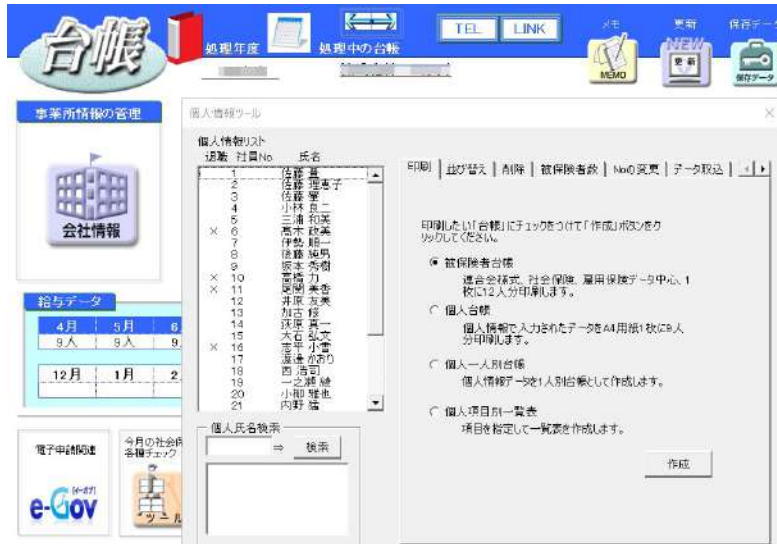 台帳
処理年度
処理中の台帳
TEL
LINK
メモ
更新
保存データ
MEMO
NEW
更新
保存データ
事業所情報の管理
会社情報
給与データ
4月 5月 6
9人 9人 9
12月 1月 2
電子申請関連
e-Gov
今月の社会保
各種チェック
ツール
個人情報ツール
個人情報リスト
退職 社員No 氏名
1 佐藤
2 佐藤 理恵子
3 佐藤
4 小林 良二
5 三浦 和美
× 6 高木 政美
7 伊勢 順一
8 後藤 純男
9 坂本 秀樹
× 10 高橋 力
× 11 尾関 美香
12 井原 友美
13 加古 修
14 荻原 真一
15 大石 弘文
× 16 志平 小雪
17 渡邊 かおり
18 西 浩司
19 一之瀬 綾
20 小柳 雅也
21 内野 猛
個人氏名検索
⇒ 検索
印刷 並び替え 削除 被保険者数 Noの変更 データ取込
印刷したい「台帳」にチェックをつけて「作成」ボタンをク
リックしてください。
被保険者台帳
連合会様式、社会保険、雇用保険データ中心、1
枚に12人分印刷します。
個人台帳
個人情報で入力されたデータをA4用紙1枚に9人
分印刷します。
個人一人別台帳
個人情報データを1人別台帳として作成します。
個人項目別一覧表
項目を指定して一覧表を作成します。
作成